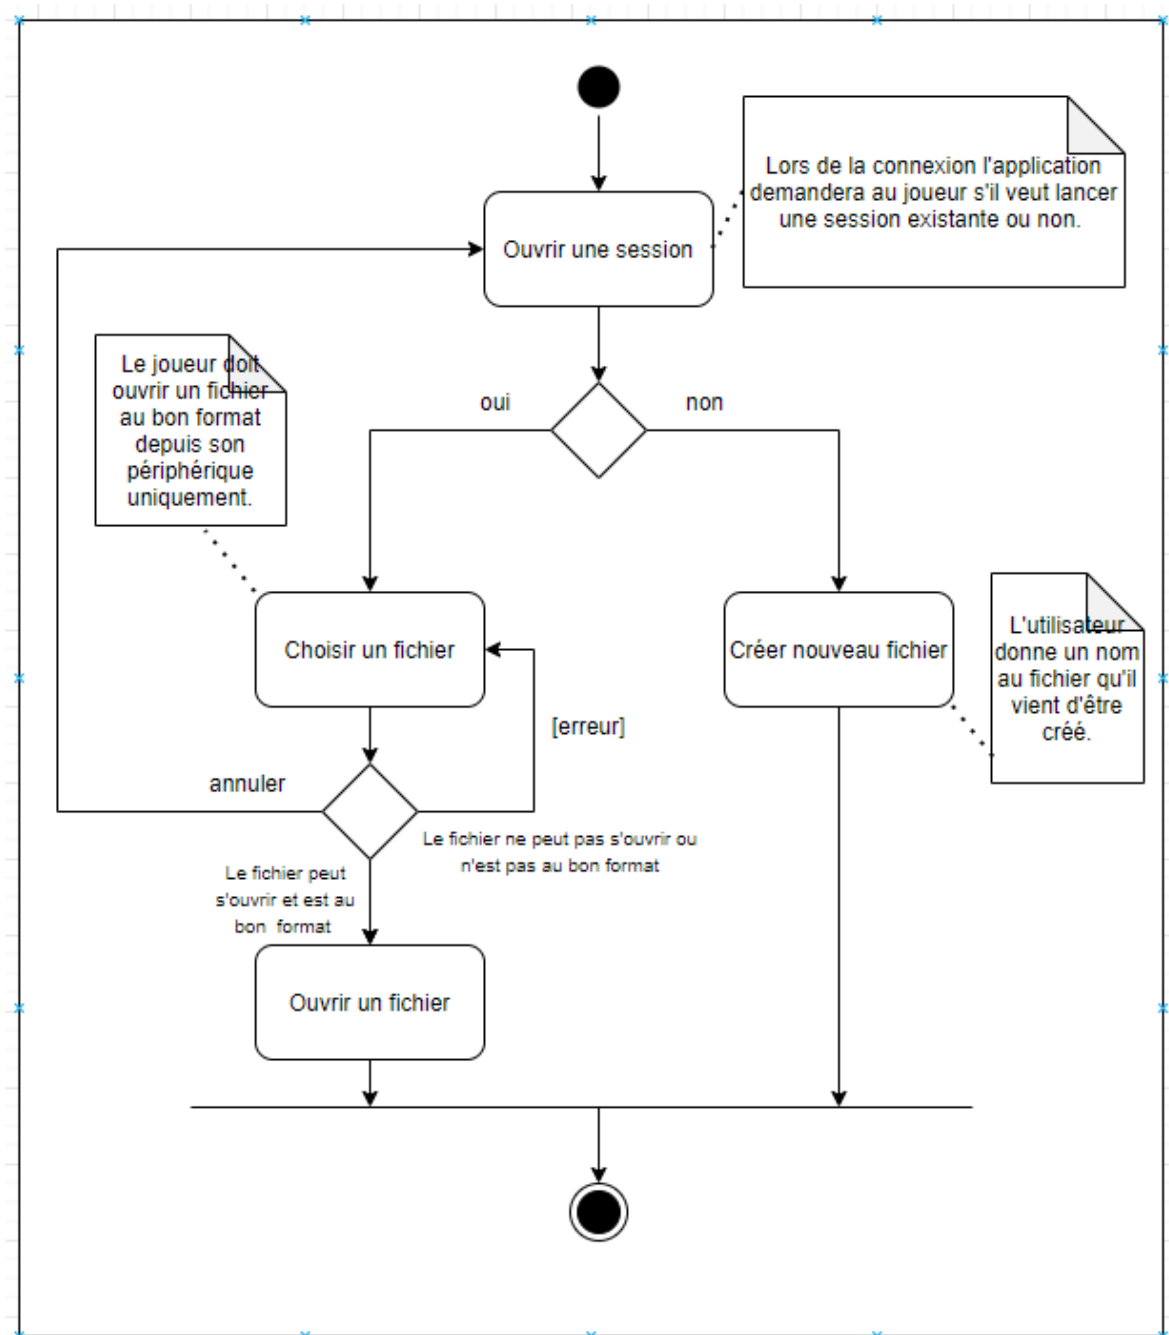 Lors de la connexion l'application
demandera au joueur s'il veut lancer
une session existante ou non.
Ouvrir une session
Le joueur doit
ouvrir un fichier
au bon format
depuis son
périphérique
uniquement.
oui
non
Choisir un fichier
Créer nouveau fichier
L'utilisateur
donne un nom
au fichier qu'il
vient d'être
créé.
[erreur]
annuler
Le fichier ne peut pas s'ouvrir ou
n'est pas au bon format
Le fichier peut
s'ouvrir et est au
bon format
Ouvrir un fichier